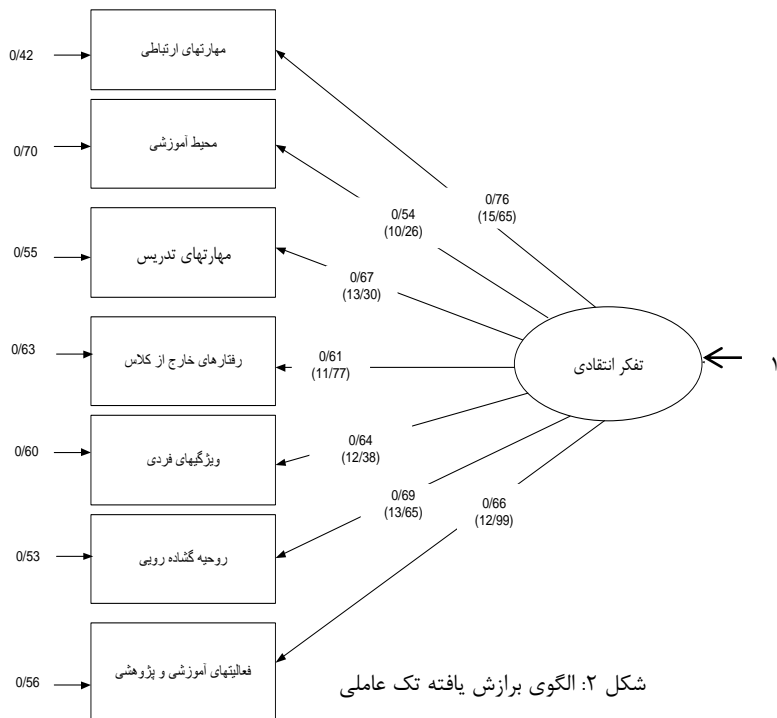 0/42
مهارتهای ارتباطی
0/70
محیط آموزشی
0/55
مهارتهای تدریس
0/63
رفتارهای خارج از کلاس
0/60
ویژگیهای فردی
0/53
روحیه گشاده رویی
0/56
فعالیتهای آموزشی و پژوهشی
0/76
(15/65)
0/54
(10/26)
0/67
(13/30)
0/61
(11/77)
0/64
(12/38)
0/69
(13/65)
0/66
(12/99)
تفکر انتقادی
۱
شکل ۲: الگوی برازش یافته تک عاملی